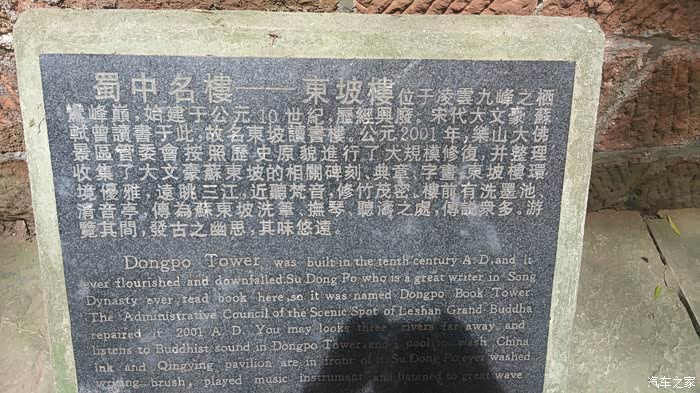 蜀中名樓——東坡樓位于凌雲九峰之栖
鸞峰巔，始建于公元10世紀，歷經興廢。宋代大文豪蘇
軾曾讀書于此，故名東坡讀書樓。公元2001年，樂山大佛
景區管委會按照歷史原貌進行了大規模修復，并整理
收集了大文豪蘇東坡的相關碑刻、典章、字畫。東坡樓環
境優雅，遠眺三江，近聽梵音，修竹茂密、樓前有洗墨池、
清音亭，傳為蘇東坡洗筆、撫琴、聽濤之處，傳說衆多。游
覽其間，發古之幽思，其味悠遠。
Dongpo Tower was built in the tenth century A.D,and it
ever flourished and downfalled.Su Dong Po who is a great writer in Song
Dynasty ever read book here,so it was named Dongpo Book Tower.
The Administrative Council of the Scenic Spot of Leshan Grand Buddha
repaired it 2001 A.D. You may looks three rivers far away and
listens to Buddhist sound in Dongpo Tower,and a pool to wash China
ink and Qingying pavilion are in front of it.Su Dong Po ever washed
writing brush, played music instrument and listened to great wave
汽车之家